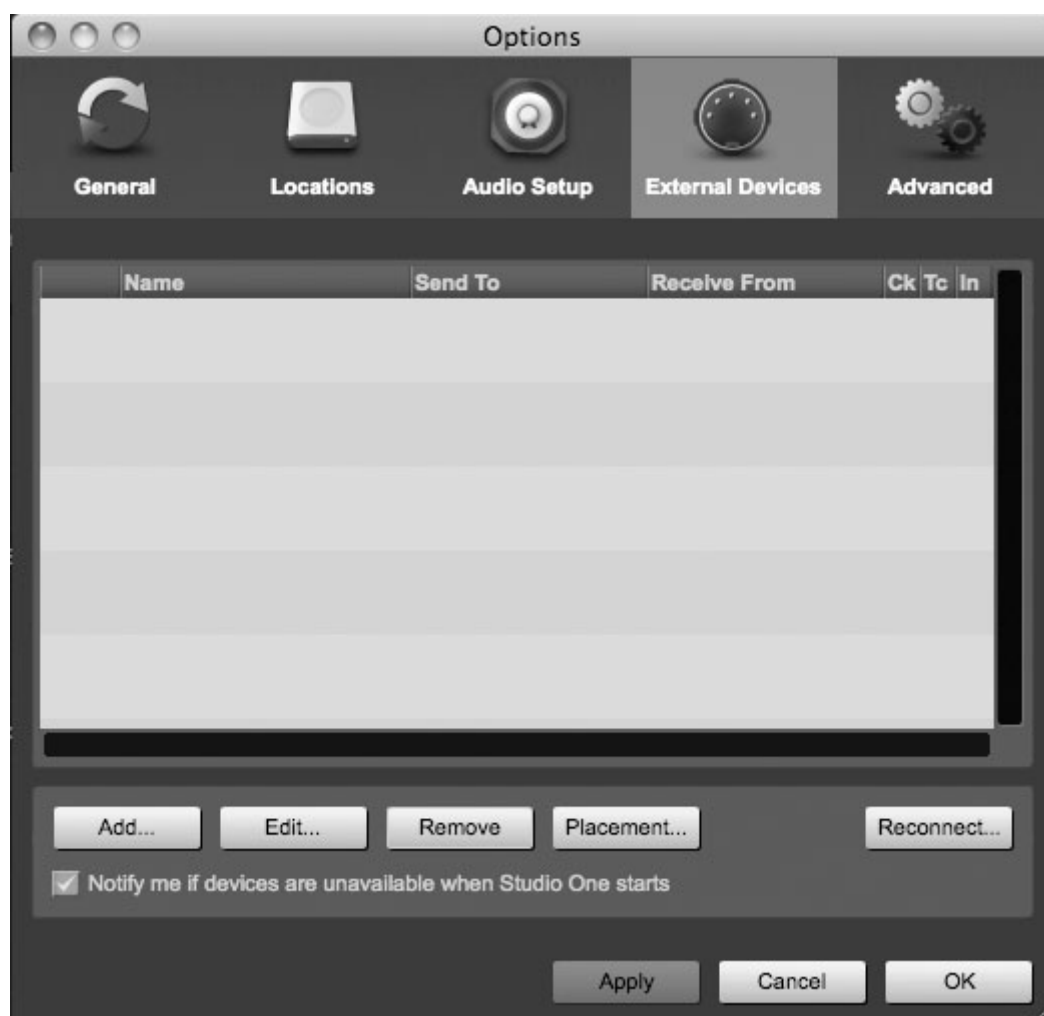 Options
General Locations Audio Setup External Devices Advanced
Name Send To Receive From Ck Tc In
Add... Edit... Remove Placement... Reconnect...
Notify me if devices are unavailable when Studio One starts
Apply Cancel OK